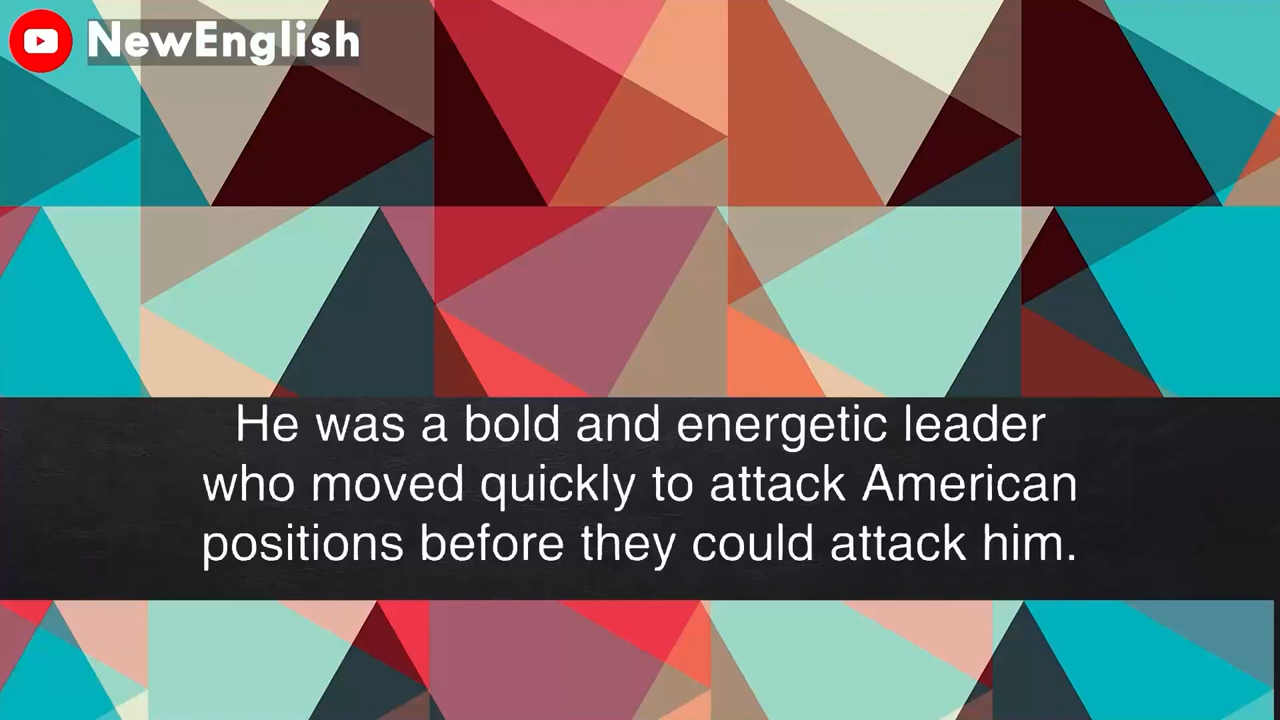 NewEnglish
He was a bold and energetic leader
who moved quickly to attack American
positions before they could attack him.